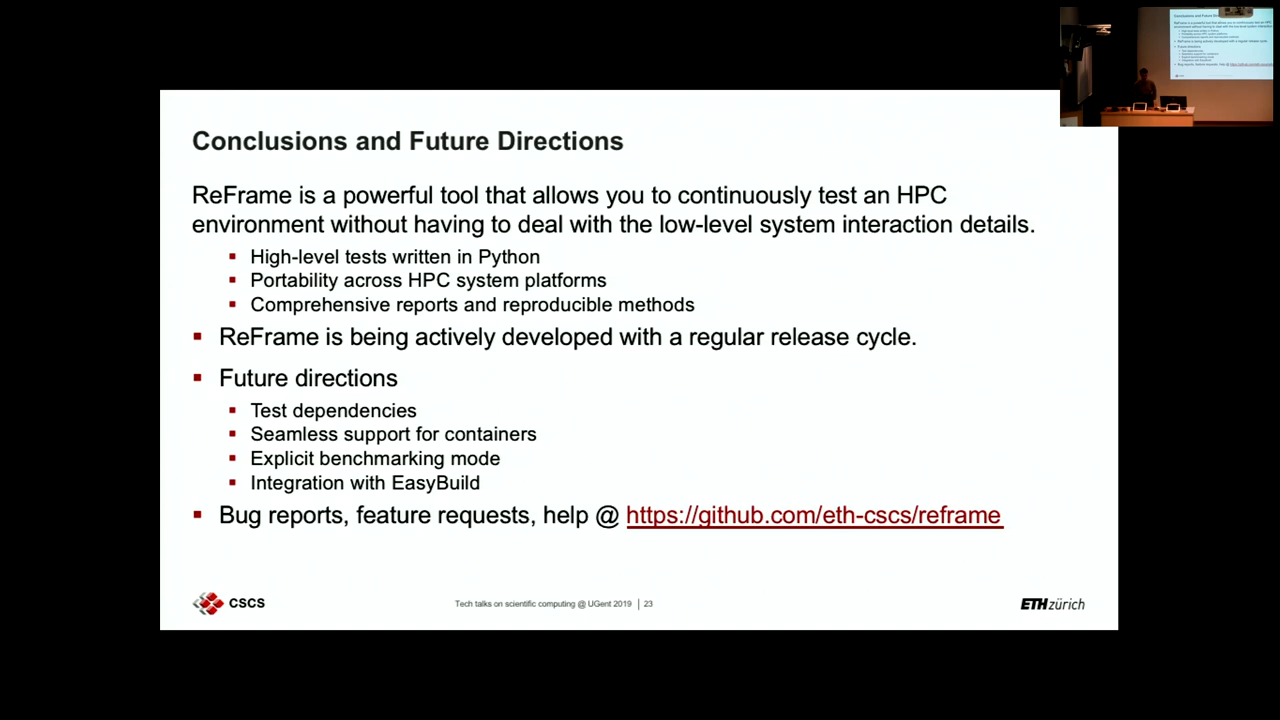 Conclusions and Future Directions
ReFrame is a powerful tool that allows you to continuously test an HPC
environment without having to deal with the low-level system interaction details.
▪ High-level tests written in Python
▪ Portability across HPC system platforms
▪ Comprehensive reports and reproducible methods
▪ ReFrame is being actively developed with a regular release cycle.
▪ Future directions
▪ Test dependencies
▪ Seamless support for containers
▪ Explicit benchmarking mode
▪ Integration with EasyBuild
▪ Bug reports, feature requests, help @ https://github.com/eth-cscs/reframe
CSCS
Tech talks on scientific computing @ UGent 2019 | 23
ETH zürich